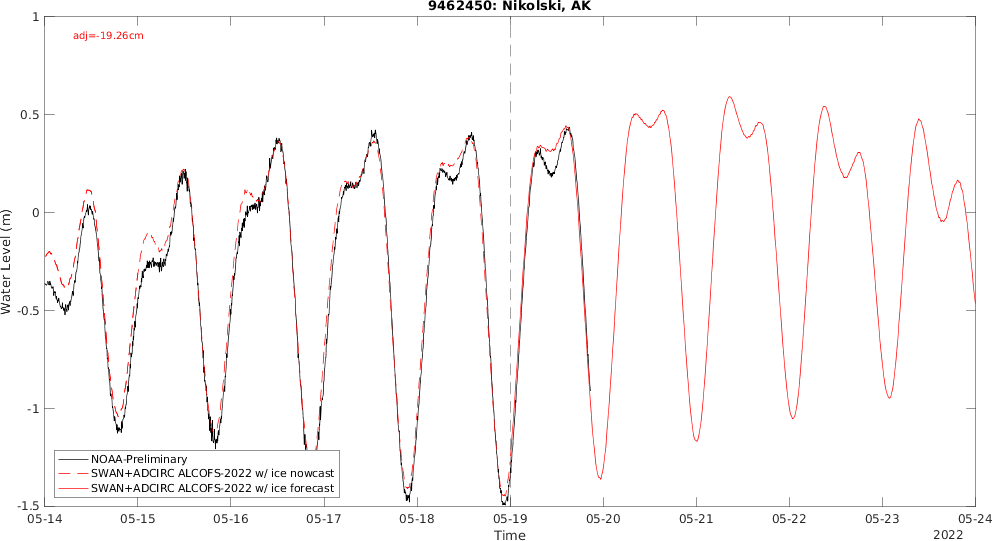 9462450: Nikolski, AK
adj=-19.26cm
Water Level (m)
1
0.5
0
-0.5
-1
-1.5
NOAA-Preliminary
SWAN+ADCIRC ALCOFS-2022 w/ ice nowcast
SWAN+ADCIRC ALCOFS-2022 w/ ice forecast
05-14 05-15 05-16 05-17 05-18 05-19 05-20 05-21 05-22 05-23 05-24
Time
2022